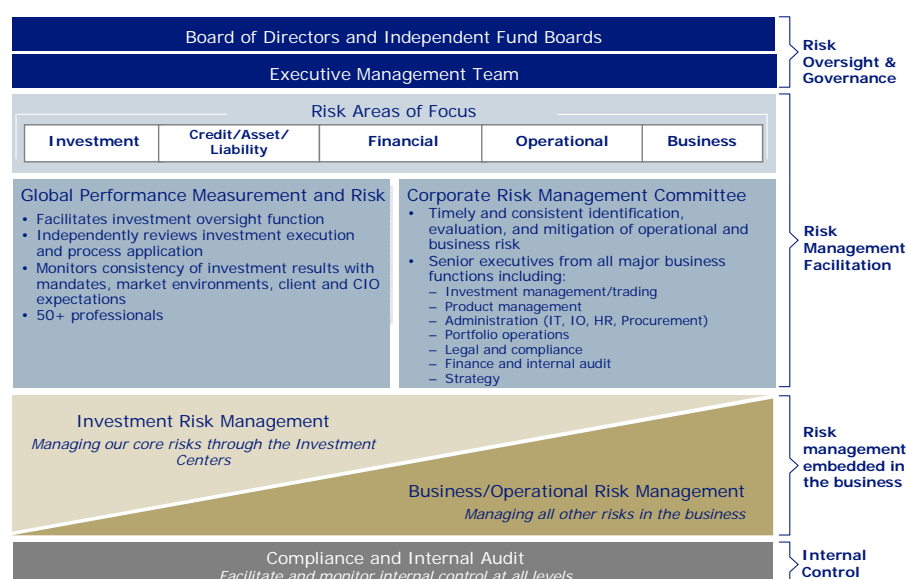 Board of Directors and Independent Fund Boards
Executive Management Team
Risk
Oversight &
Governance
Risk Areas of Focus
Investment
Credit/Asset/
Liability
Financial
Operational
Business
Global Performance Measurement and Risk
• Facilitates investment oversight function
• Independently reviews investment execution
and process application
• Monitors consistency of investment results with
mandates, market environments, client and CIO
expectations
• 50+ professionals
Corporate Risk Management Committee
• Timely and consistent identification,
evaluation, and mitigation of operational and
business risk
• Senior executives from all major business
functions including:
– Investment management/trading
– Product management
– Administration (IT, IO, HR, Procurement)
– Portfolio operations
– Legal and compliance
– Finance and internal audit
– Strategy
Risk
Management
Facilitation
Investment Risk Management
Managing our core risks through the Investment
Centers
Business/Operational Risk Management
Managing all other risks in the business
Risk
management
embedded in
the business
Compliance and Internal Audit
Facilitate and monitor internal control at all levels
Internal
Control